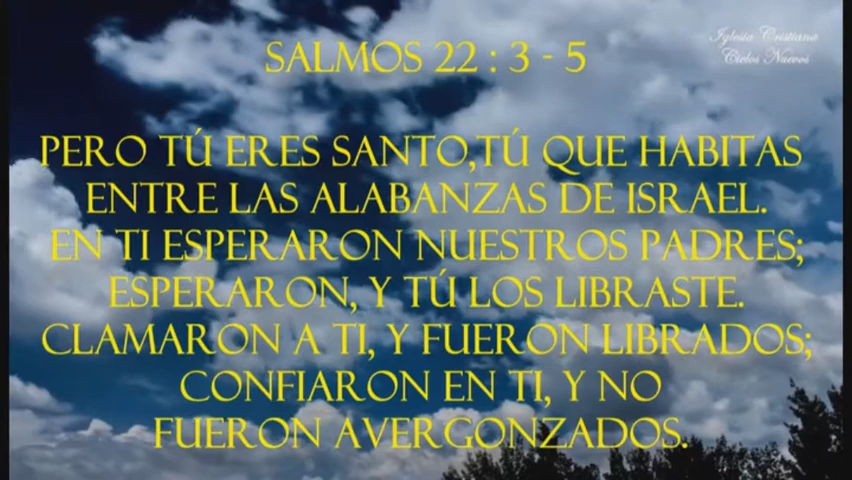 Iglesia Cristiana
Cielos Nuevos
SALMOS 22 : 3 - 5
PERO TÚ ERES SANTO,TÚ QUE HABITAS
ENTRE LAS ALABANZAS DE ISRAEL.
EN TI ESPERARON NUESTROS PADRES;
ESPERARON, Y TÚ LOS LIBRASTE.
CLAMARON A TI, Y FUERON LIBRADOS;
CONFIARON EN TI, Y NO
FUERON AVERGONZADOS.